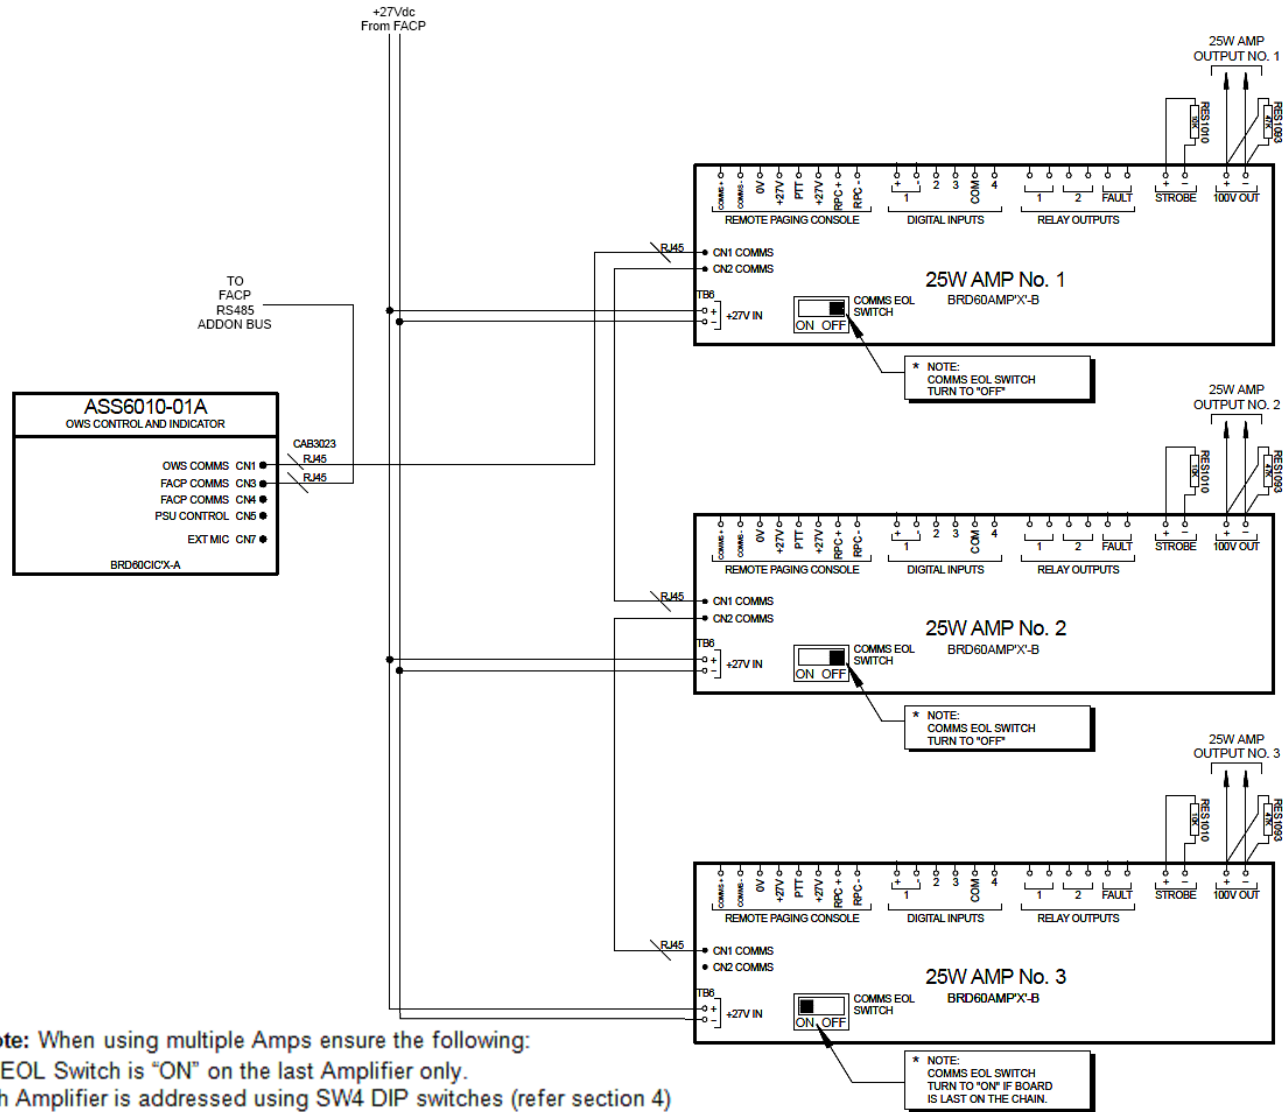 +27Vdc
From FACP
25W AMP
OUTPUT NO. 1
RES1010
10K
RES1093
47K
COMMS +
COMMS -
0V
+27V
PTT
+27V
RPC +
RPC -
REMOTE PAGING CONSOLE
+ -
1
2
3
COM
4
DIGITAL INPUTS
1
2
FAULT
RELAY OUTPUTS
+ -
STROBE
+ -
100V OUT
RJ45
CN1 COMMS
CN2 COMMS
25W AMP No. 1
BRD60AMP'X'-B
TB6
+
-
+27V IN
ON OFF
COMMS EOL
SWITCH
* NOTE:
COMMS EOL SWITCH
TURN TO "OFF"
TO
FACP
RS485
ADDON BUS
ASS6010-01A
OWS CONTROL AND INDICATOR
CAB3023
OWS COMMS CN1
RJ45
FACP COMMS CN3
RJ45
FACP COMMS CN4
PSU CONTROL CN5
EXT MIC CN7
BRD60CIC'X-A
25W AMP
OUTPUT NO. 2
RES1010
10K
RES1093
47K
COMMS +
COMMS -
0V
+27V
PTT
+27V
RPC +
RPC -
REMOTE PAGING CONSOLE
+ -
1
2
3
COM
4
DIGITAL INPUTS
1
2
FAULT
RELAY OUTPUTS
+ -
STROBE
+ -
100V OUT
RJ45
CN1 COMMS
CN2 COMMS
25W AMP No. 2
BRD60AMP'X'-B
TB6
+
-
+27V IN
ON OFF
COMMS EOL
SWITCH
* NOTE:
COMMS EOL SWITCH
TURN TO "OFF"
25W AMP
OUTPUT NO. 3
RES1010
10K
RES1093
47K
COMMS +
COMMS -
0V
+27V
PTT
+27V
RPC +
RPC -
REMOTE PAGING CONSOLE
+ -
1
2
3
COM
4
DIGITAL INPUTS
1
2
FAULT
RELAY OUTPUTS
+ -
STROBE
+ -
100V OUT
RJ45
CN1 COMMS
CN2 COMMS
25W AMP No. 3
BRD60AMP'X'-B
TB6
+
-
+27V IN
ON OFF
COMMS EOL
SWITCH
* NOTE:
COMMS EOL SWITCH
TURN TO "ON" IF BOARD
IS LAST ON THE CHAIN.
ote: When using multiple Amps ensure the following:
EOL Switch is “ON” on the last Amplifier only.
h Amplifier is addressed using SW4 DIP switches (refer section 4)